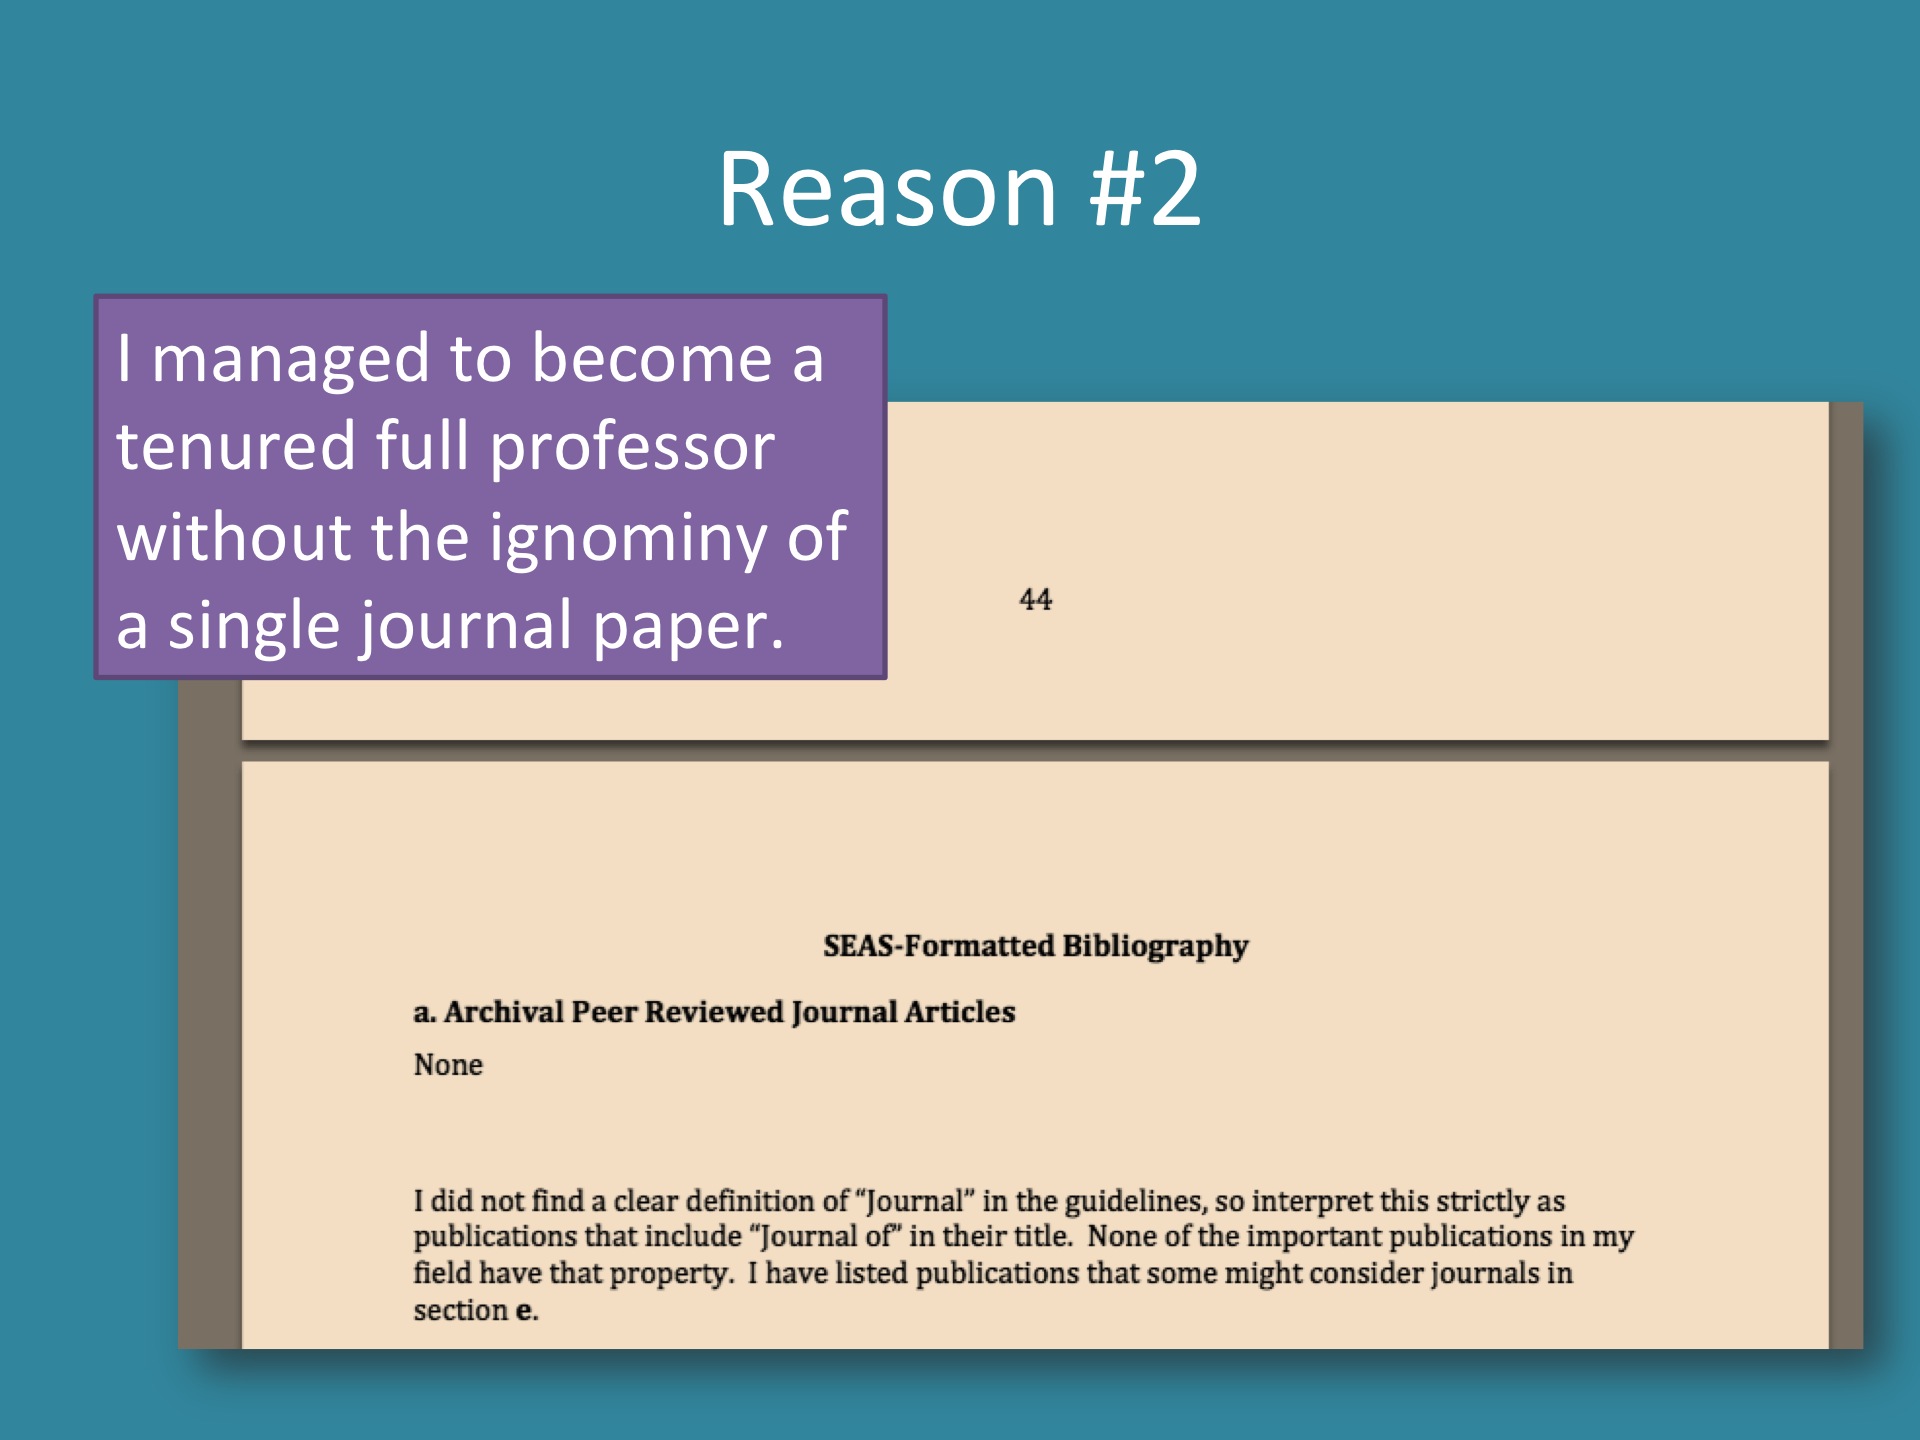 Reason #2
I managed to become a
tenured full professor
without the ignominy of
a single journal paper.
44
SEAS-Formatted Bibliography
a. Archival Peer Reviewed Journal Articles
None
I did not find a clear definition of “Journal” in the guidelines, so interpret this strictly as
publications that include “Journal of” in their title.  None of the important publications in my
field have that property.  I have listed publications that some might consider journals in
section e.